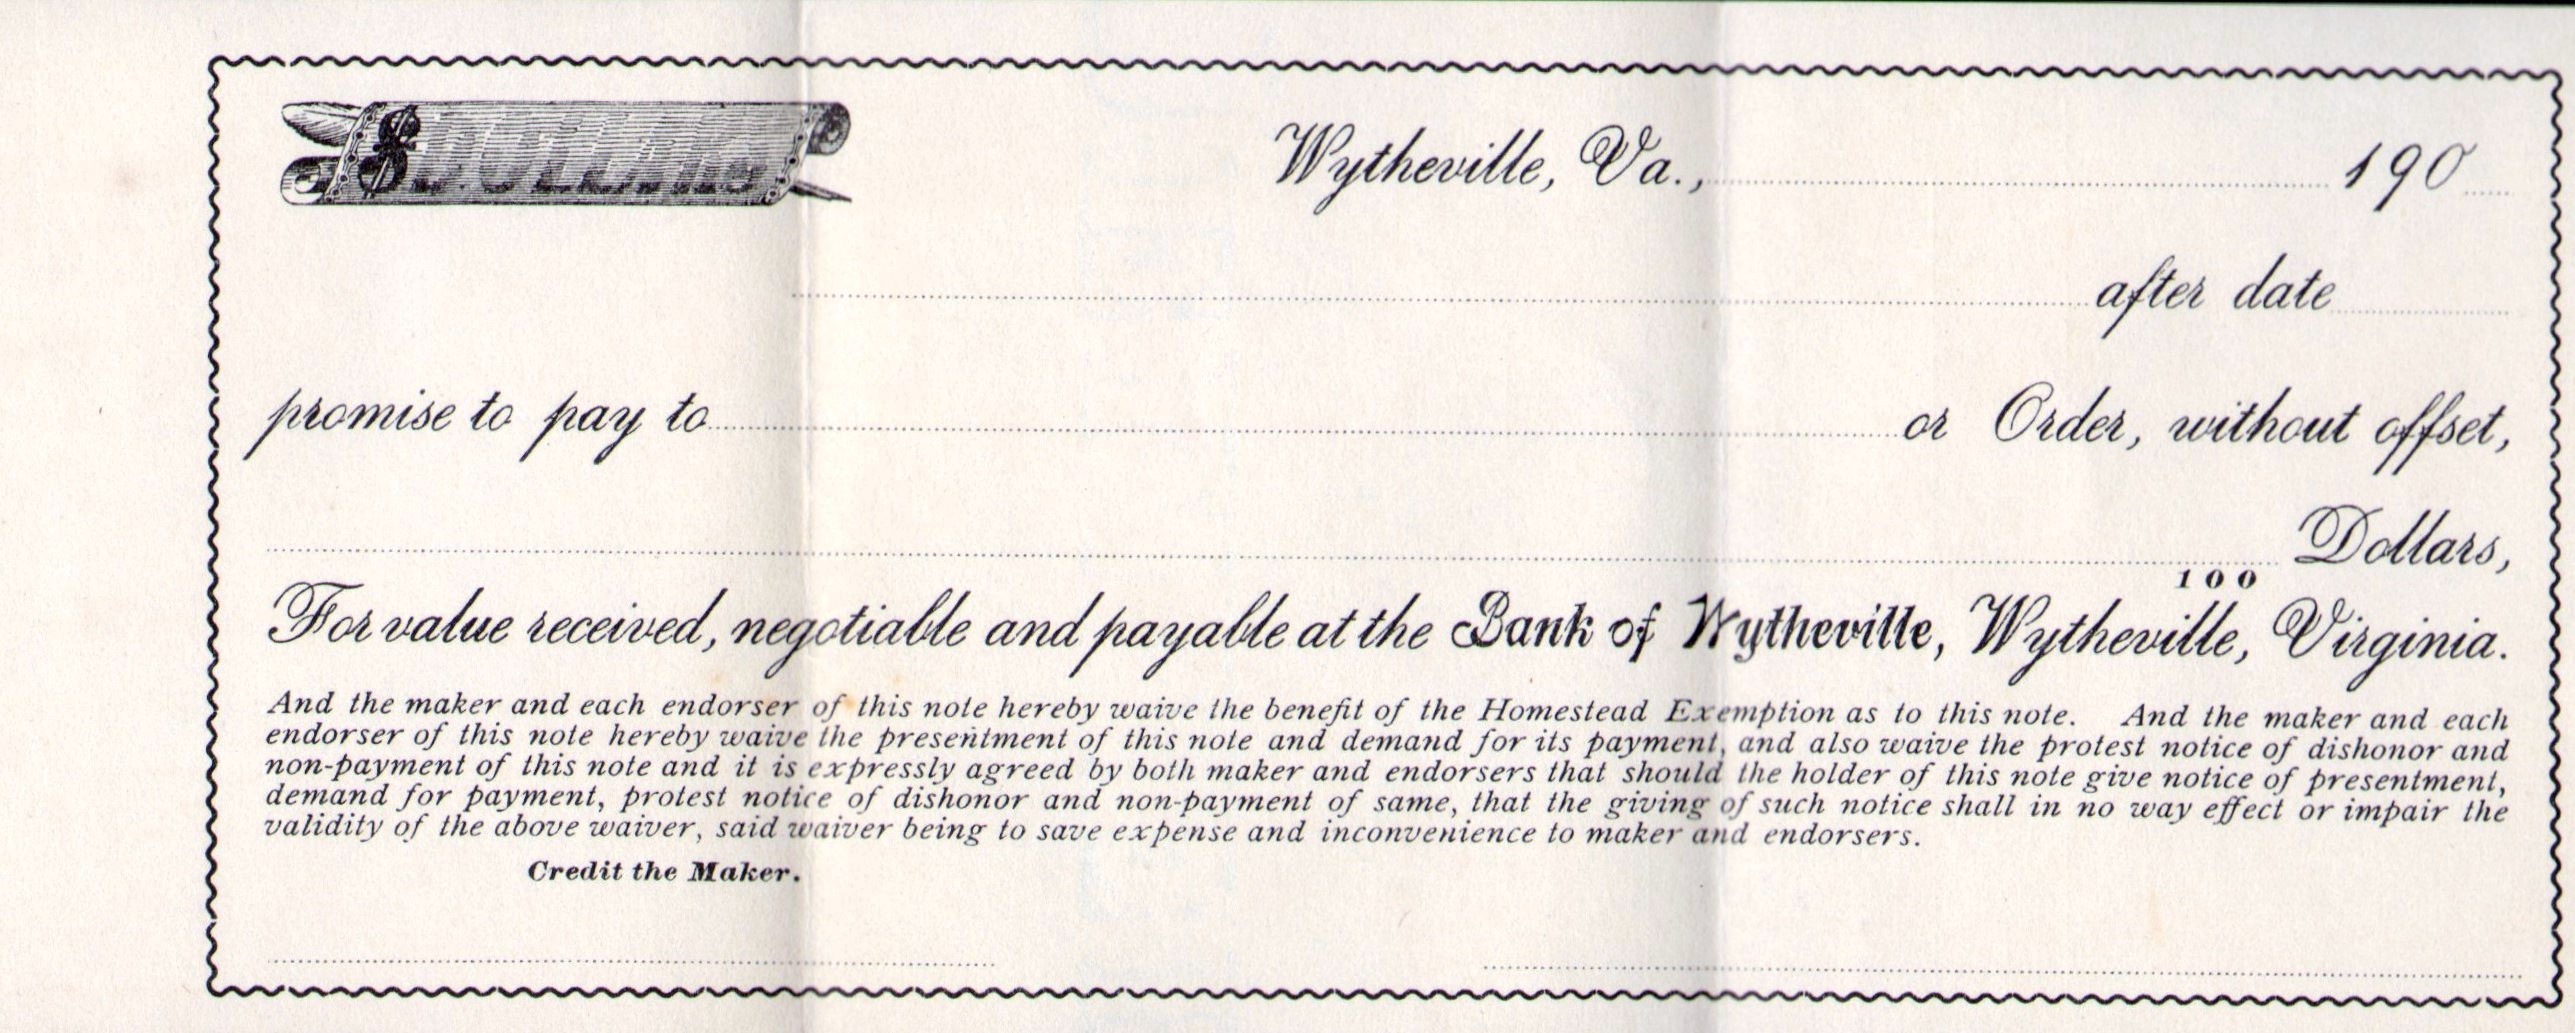 $ DOLLARS
Wytheville, Va., 190
after date
promise to pay to or Order, without offset,
Dollars,
100
For value received, negotiable and payable at the Bank of Wytheville, Wytheville, Virginia.
And the maker and each endorser of this note hereby waive the benefit of the Homestead Exemption as to this note. And the maker and each
endorser of this note hereby waive the presentment of this note and demand for its payment, and also waive the protest notice of dishonor and
non-payment of this note and it is expressly agreed by both maker and endorsers that should the holder of this note give notice of presentment,
demand for payment, protest notice of dishonor and non-payment of same, that the giving of such notice shall in no way effect or impair the
validity of the above waiver, said waiver being to save expense and inconvenience to maker and endorsers.
Credit the Maker.